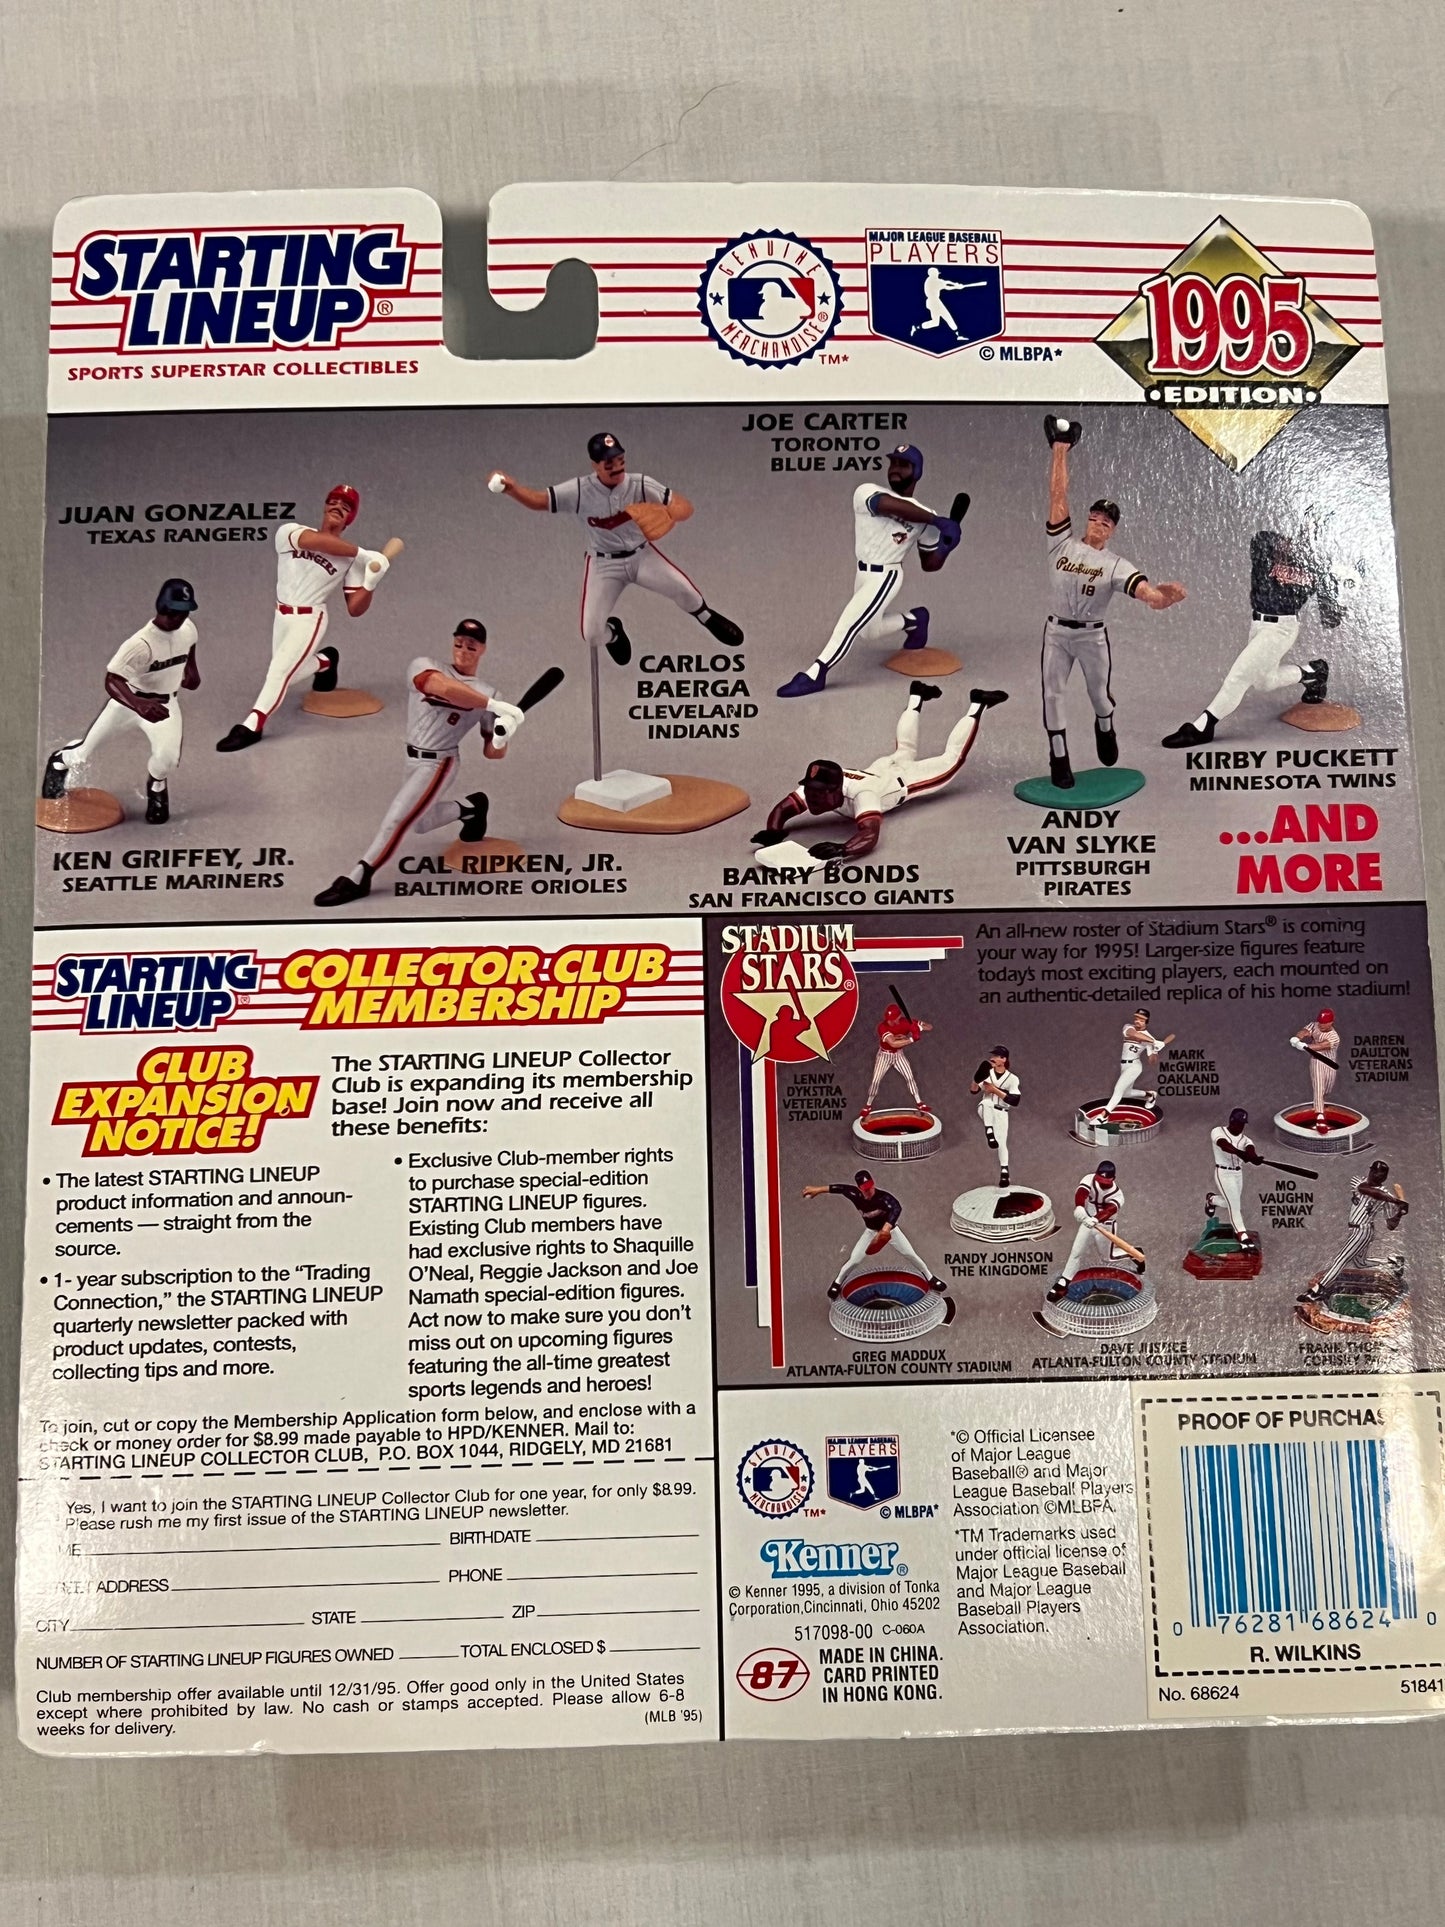 STARTING
LINEUP®
SPORTS SUPERSTAR COLLECTIBLES
GENUINE
MERCHANDISE
®
TM*
MAJOR LEAGUE BASEBALL
PLAYERS
© MLBPA*
1995
•EDITION•
JUAN GONZALEZ
TEXAS RANGERS
JOE CARTER
TORONTO
BLUE JAYS
RANGERS
Pittsburgh
18
8
CARLOS
BAERGA
CLEVELAND
INDIANS
KEN GRIFFEY, JR.
SEATTLE MARINERS
CAL RIPKEN, JR.
BALTIMORE ORIOLES
BARRY BONDS
SAN FRANCISCO GIANTS
ANDY
VAN SLYKE
PITTSBURGH
PIRATES
KIRBY PUCKETT
MINNESOTA TWINS
...AND
MORE
STARTING
LINEUP®
COLLECTOR CLUB
MEMBERSHIP
CLUB
EXPANSION
NOTICE!
The STARTING LINEUP Collector
Club is expanding its membership
base! Join now and receive all
these benefits:
• The latest STARTING LINEUP
product information and announ-
cements — straight from the
source.
• 1- year subscription to the “Trading
Connection,” the STARTING LINEUP
quarterly newsletter packed with
product updates, contests,
collecting tips and more.
• Exclusive Club-member rights
to purchase special-edition
STARTING LINEUP figures.
Existing Club members have
had exclusive rights to Shaquille
O’Neal, Reggie Jackson and Joe
Namath special-edition figures.
Act now to make sure you don’t
miss out on upcoming figures
featuring the all-time greatest
sports legends and heroes!
To join, cut or copy the Membership Application form below, and enclose with a
check or money order for $8.99 made payable to HPD/KENNER. Mail to:
STARTING LINEUP COLLECTOR CLUB, P.O. BOX 1044, RIDGELY, MD 21681
Yes, I want to join the STARTING LINEUP Collector Club for one year, for only $8.99.
Please rush me my first issue of the STARTING LINEUP newsletter.
ME BIRTHDATE
STREET ADDRESS PHONE
CITY STATE ZIP
NUMBER OF STARTING LINEUP FIGURES OWNED TOTAL ENCLOSED $
Club membership offer available until 12/31/95. Offer good only in the United States
except where prohibited by law. No cash or stamps accepted. Please allow 6-8
weeks for delivery. (MLB ’95)
STADIUM
STARS®
An all-new roster of Stadium Stars® is coming
your way for 1995! Larger-size figures feature
today's most exciting players, each mounted on
an authentic-detailed replica of his home stadium!
LENNY
DYKSTRA
VETERANS
STADIUM
MARK
McGWIRE
OAKLAND
COLISEUM
DARREN
DAULTON
VETERANS
STADIUM
RANDY JOHNSON
THE KINGDOME
MO
VAUGHN
FENWAY
PARK
GREG MADDUX
ATLANTA-FULTON COUNTY STADIUM
DAVE JUSTICE
ATLANTA-FULTON COUNTY STADIUM
FRANK
GENUINE
MERCHANDISE
TM*
MAJOR LEAGUE BASEBALL
PLAYERS
© MLBPA*
Kenner®
© Kenner 1995, a division of Tonka
Corporation,Cincinnati, Ohio 45202
517098-00 C-060A
87
MADE IN CHINA.
CARD PRINTED
IN HONG KONG.
*© Official Licensee
of Major League
Baseball® and Major
League Baseball Players
Association ©MLBPA.
*TM Trademarks used
under official license of
Major League Baseball
and Major League
Baseball Players
Association.
PROOF OF PURCHAS
0 76281 68624 0
R. WILKINS
No. 68624 51841